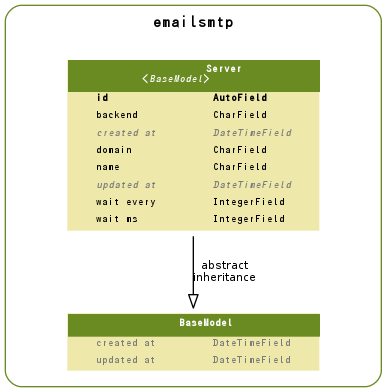 emailsmtp
Server
<BaseModel>
id AutoField
backend CharField
created at DateTimeField
domain CharField
name CharField
updated at DateTimeField
wait every IntegerField
wait ms IntegerField
abstract
inheritance
BaseModel
created at DateTimeField
updated at DateTimeField